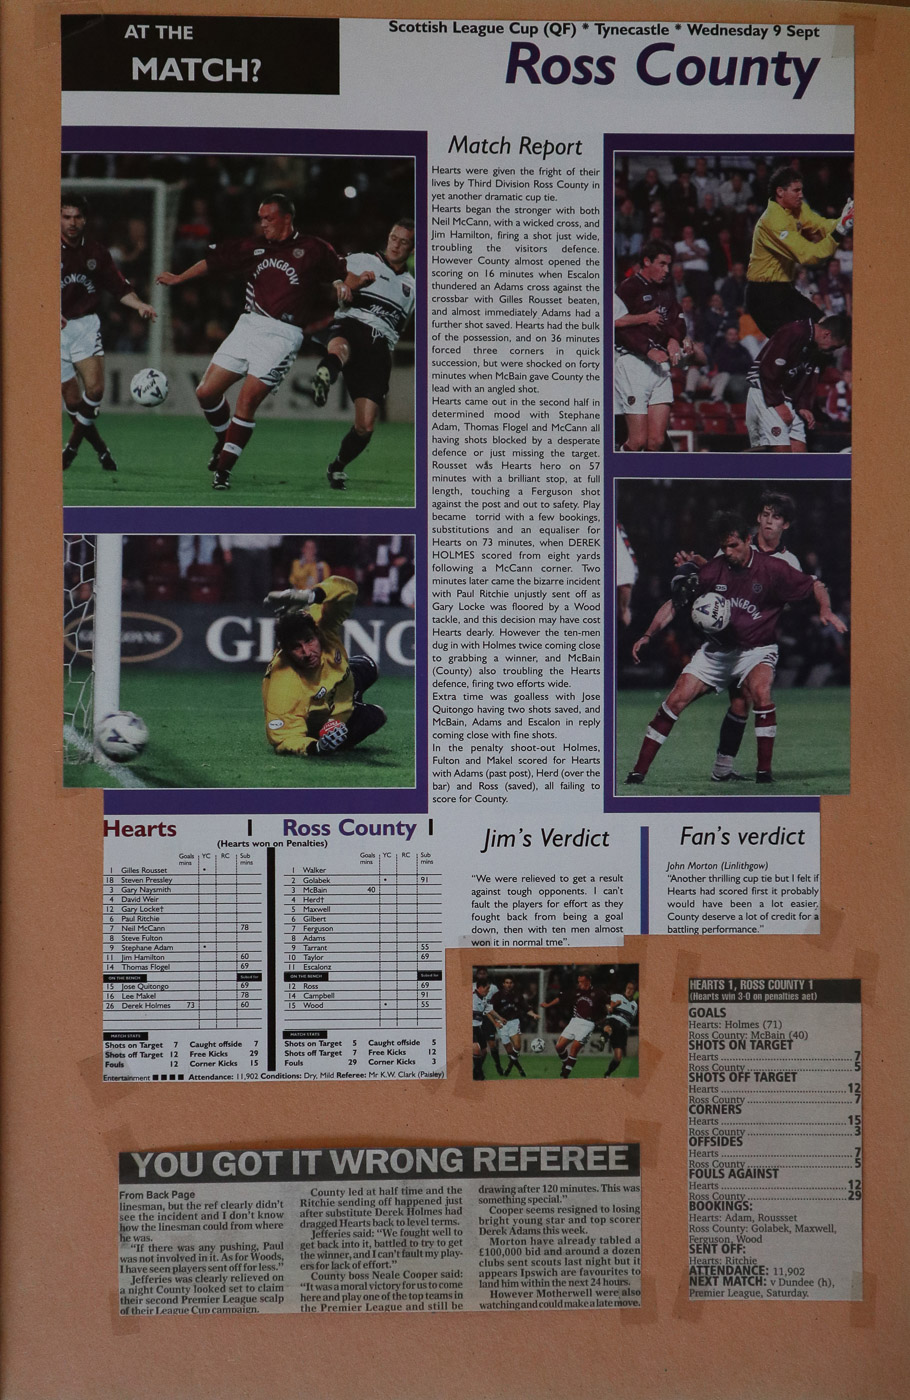 AT THE
MATCH?
Scottish League Cup (QF) * Tynecastle * Wednesday 9 Sept
Ross County
Match Report
Hearts were given the fright of their
lives by Third Division Ross County in
yet another dramatic cup tie.
Hearts began the stronger with both
Neil McCann, with a wicked cross, and
Jim Hamilton, firing a shot just wide,
troubling the visitors defence.
However County almost opened the
scoring on 16 minutes when Escalon
thundered an Adams cross against the
crossbar with Gilles Rousset beaten,
and almost immediately Adams had a
further shot saved. Hearts had the bulk
of the possession, and on 36 minutes
forced three corners in quick
succession, but were shocked on forty
minutes when McBain gave County the
lead with an angled shot.
Hearts came out in the second half in
determined mood with Stephane
Adam, Thomas Flogel and McCann all
having shots blocked by a desperate
defence or just missing the target.
Rousset was Hearts hero on 57
minutes with a brilliant stop, at full
length, touching a Ferguson shot
against the post and out to safety. Play
became torrid with a few bookings,
substitutions and an equaliser for
Hearts on 73 minutes, when DEREK
HOLMES scored from eight yards
following a McCann corner. Two
minutes later came the bizarre incident
with Paul Ritchie unjustly sent off as
Gary Locke was floored by a Wood
tackle, and this decision may have cost
Hearts dearly. However the ten-men
dug in with Holmes twice coming close
to grabbing a winner, and McBain
(County) also troubling the Hearts
defence, firing two efforts wide.
Extra time was goalless with Jose
Quitongo having two shots saved, and
McBain, Adams and Escalon in reply
coming close with fine shots.
In the penalty shoot-out Holmes,
Fulton and Makel scored for Hearts
with Adams (past post), Herd (over the
bar) and Ross (saved), all failing to
score for County.
Hearts 1 Ross County 1
(Hearts won on Penalties)
Goals mins YC RC Sub mins
1 Gilles Rousset •
18 Steven Pressley
3 Gary Naysmith
4 David Weir
12 Gary Locke†
6 Paul Ritchie
7 Neil McCann 78
8 Steve Fulton
9 Stephane Adam •
11 Jim Hamilton 60
14 Thomas Flogel 69
ON THE BENCH Subbed for
15 Jose Quitongo 69
16 Lee Makel 78
26 Derek Holmes 73 60
MATCH STATS
Shots on Target 7 Caught offside 7
Shots off Target 12 Free Kicks 29
Fouls 12 Corner Kicks 15
Goals mins YC RC Sub mins
1 Walker
2 Golabek • 91
3 McBain 40
4 Herd†
5 Maxwell
6 Gilbert
7 Ferguson
8 Adams
9 Tarrant 55
10 Taylor 69
11 Escalonz
ON THE BENCH Subbed for
12 Ross 69
14 Campbell 91
15 Wood • 55
MATCH STATS
Shots on Target 5 Caught offside 5
Shots off Target 7 Free Kicks 12
Fouls 29 Corner Kicks 3
Entertainment ■ ■ ■ ■ Attendance: 11,902 Conditions: Dry, Mild Referee: Mr K.W. Clark (Paisley)
Jim's Verdict
"We were relieved to get a result
against tough opponents. I can't
fault the players for effort as they
fought back from being a goal
down, then with ten men almost
won it in normal tme".
Fan's verdict
John Morton (Linlithgow)
"Another thrilling cup tie but I felt if
Hearts had scored first it probably
would have been a lot easier.
County deserve a lot of credit for a
battling performance."
HEARTS 1, ROSS COUNTY 1
(Hearts win 3-0 on penalties aet)
GOALS
Hearts: Holmes (71)
Ross County: McBain (40)
SHOTS ON TARGET
Hearts 7
Ross County 5
SHOTS OFF TARGET
Hearts 12
Ross County 7
CORNERS
Hearts 15
Ross County 3
OFFSIDES
Hearts 7
Ross County 5
FOULS AGAINST
Hearts 12
Ross County 29
BOOKINGS:
Hearts: Adam, Roussset
Ross County: Golabek, Maxwell,
Ferguson, Wood
SENT OFF:
Hearts: Ritchie
ATTENDANCE: 11,902
NEXT MATCH: v Dundee (h),
Premier League, Saturday.
YOU GOT IT WRONG REFEREE
From Back Page
linesman, but the ref clearly didn't
see the incident and I don't know
how the linesman could from where
he was.
"If there was any pushing, Paul
was not involved in it. As for Woods,
I have seen players sent off for less."
Jefferies was clearly relieved on
a night County looked set to claim
their second Premier League scalp
of their League Cup campaign.
County led at half time and the
Ritchie sending off happened just
after substitute Derek Holmes had
dragged Hearts back to level terms.
Jefferies said: "We fought well to
get back into it, battled to try to get
the winner, and I can't fault my play-
ers for lack of effort."
County boss Neale Cooper said:
"It was a moral victory for us to come
here and play one of the top teams in
the Premier League and still be
drawing after 120 minutes. This was
something special."
Cooper seems resigned to losing
bright young star and top scorer
Derek Adams this week.
Morton have already tabled a
£100,000 bid and around a dozen
clubs sent scouts last night but it
appears Ipswich are favourites to
land him within the next 24 hours.
However Motherwell were also
watching and could make a late move.